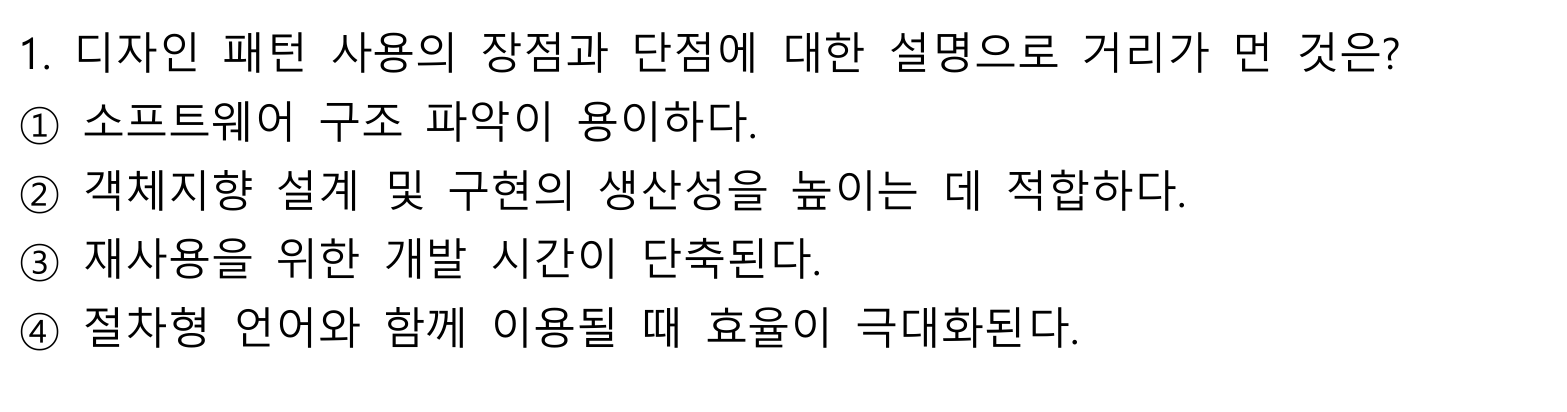 1. 디자인 패턴 사용의 장점과 단점에 대한 설명으로 거리가 먼 것은?
① 소프트웨어 구조 파악이 용이하다.
② 객체지향 설계 및 구현의 생산성을 높이는 데 적합하다.
③ 재사용을 위한 개발 시간이 단축된다.
④ 절차형 언어와 함께 이용될 때 효율이 극대화된다.